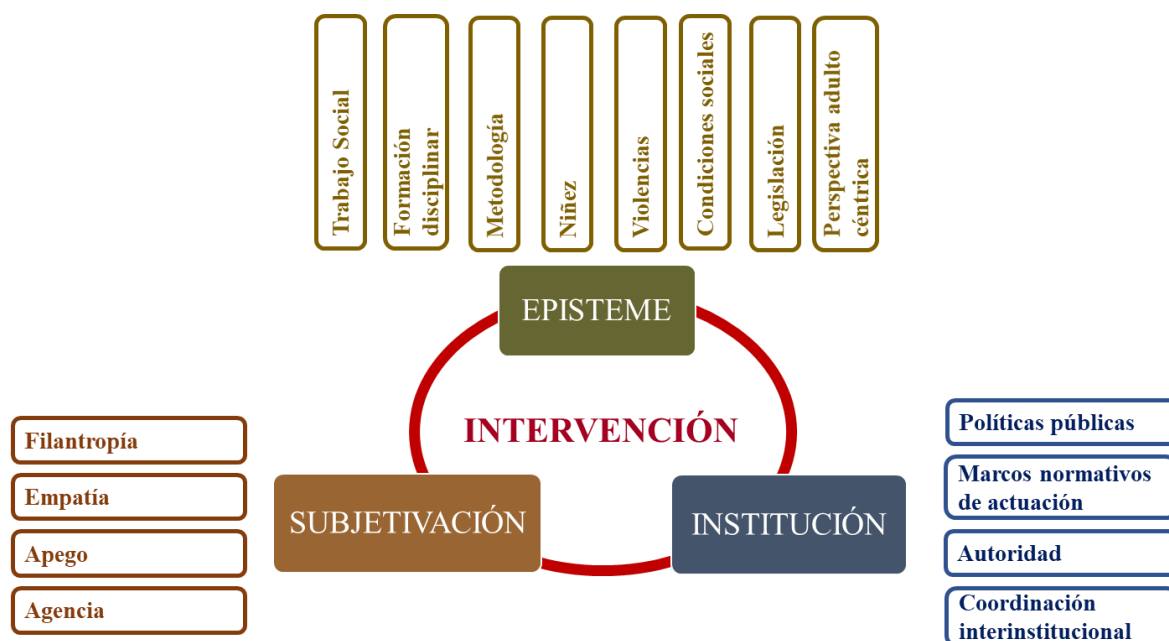 Trabajo Social
Formación
disciplinar
Metodología
Niñez
Violencias
Condiciones sociales
Legislación
Perspectiva adulto
céntrica
EPISTEME
INTERVENCIÓN
SUBJETIVACIÓN
INSTITUCIÓN
Filantropía
Empatía
Apego
Agencia
Políticas públicas
Marcos normativos
de actuación
Autoridad
Coordinación
interinstitucional